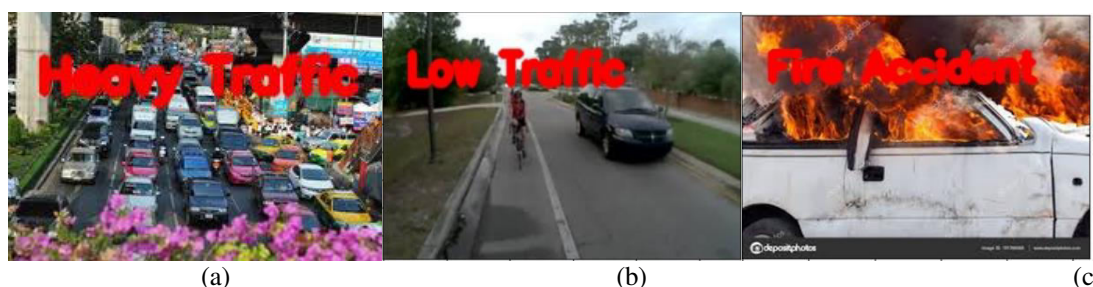 Heavy Traffic
Low Traffic
Fire Accident
depositphotos
(a)
(b)
(c